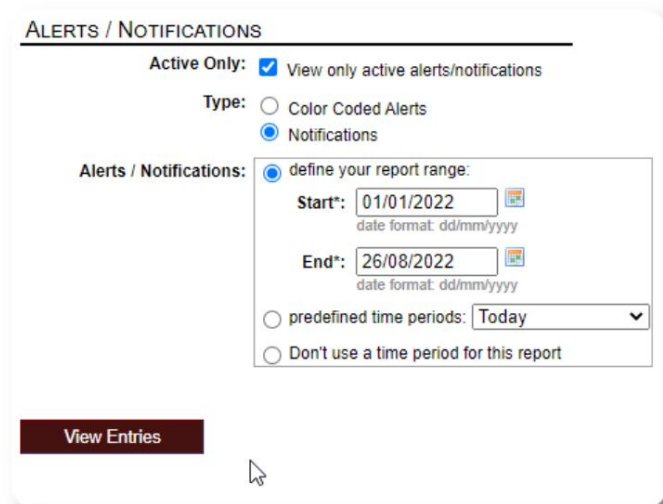 ALERTS / NOTIFICATIONS
Active Only: View only active alerts/notifications
Type: Color Coded Alerts
Notifications
Alerts / Notifications: define your report range:
Start*: 01/01/2022
date format: dd/mm/yyyy
End*: 26/08/2022
date format: dd/mm/yyyy
predefined time periods: Today
Don't use a time period for this report
View Entries